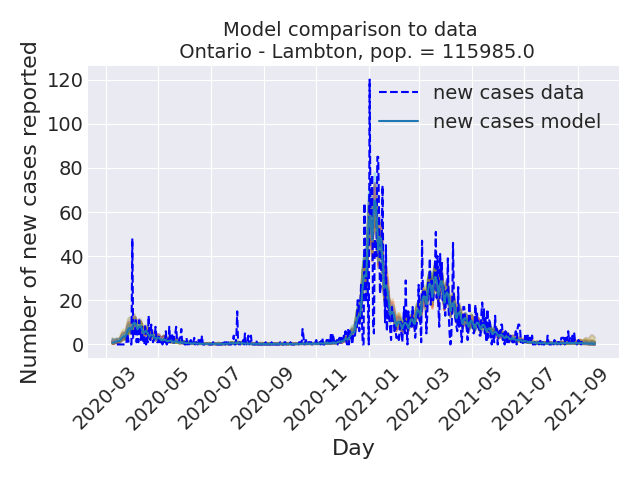 Model comparison to data
Ontario - Lambton, pop. = 115985.0
Number of new cases reported
120
100
80
60
40
20
0
new cases data
new cases model
2020-03
2020-05
2020-07
2020-09
2020-11
2021-01
2021-03
2021-05
2021-07
2021-09
Day